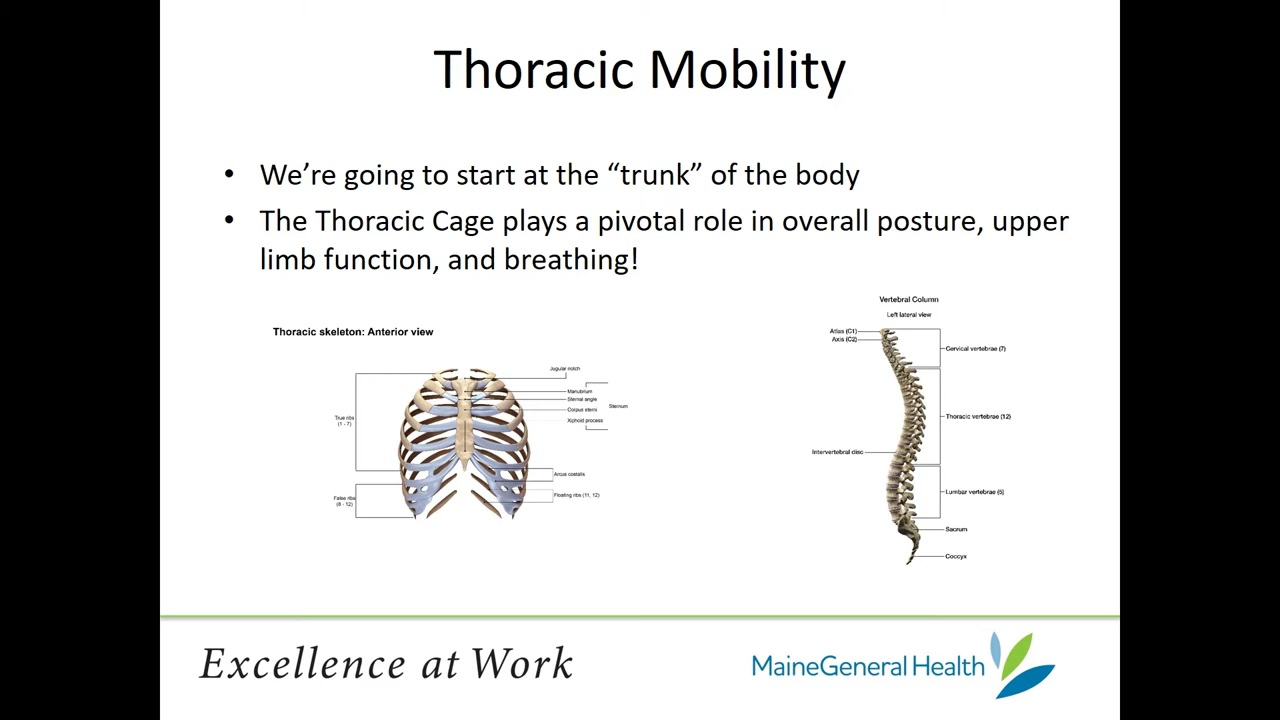 Thoracic Mobility
• We’re going to start at the “trunk” of the body
• The Thoracic Cage plays a pivotal role in overall posture, upper
limb function, and breathing!
Thoracic skeleton: Anterior view
Jugular notch
Manubrium
Sternal angle
Sternum
Corpus sterni
Xiphoid process
True ribs
(1 - 7)
Arcus costalis
Floating ribs (11, 12)
False ribs
(8 - 12)
Vertebral Column
Left lateral view
Atlas (C1)
Axis (C2)
Cervical vertebrae (7)
Thoracic vertebrae (12)
Intervertebral disc
Lumbar vertebrae (5)
Sacrum
Coccyx
Excellence at Work
MaineGeneral Health